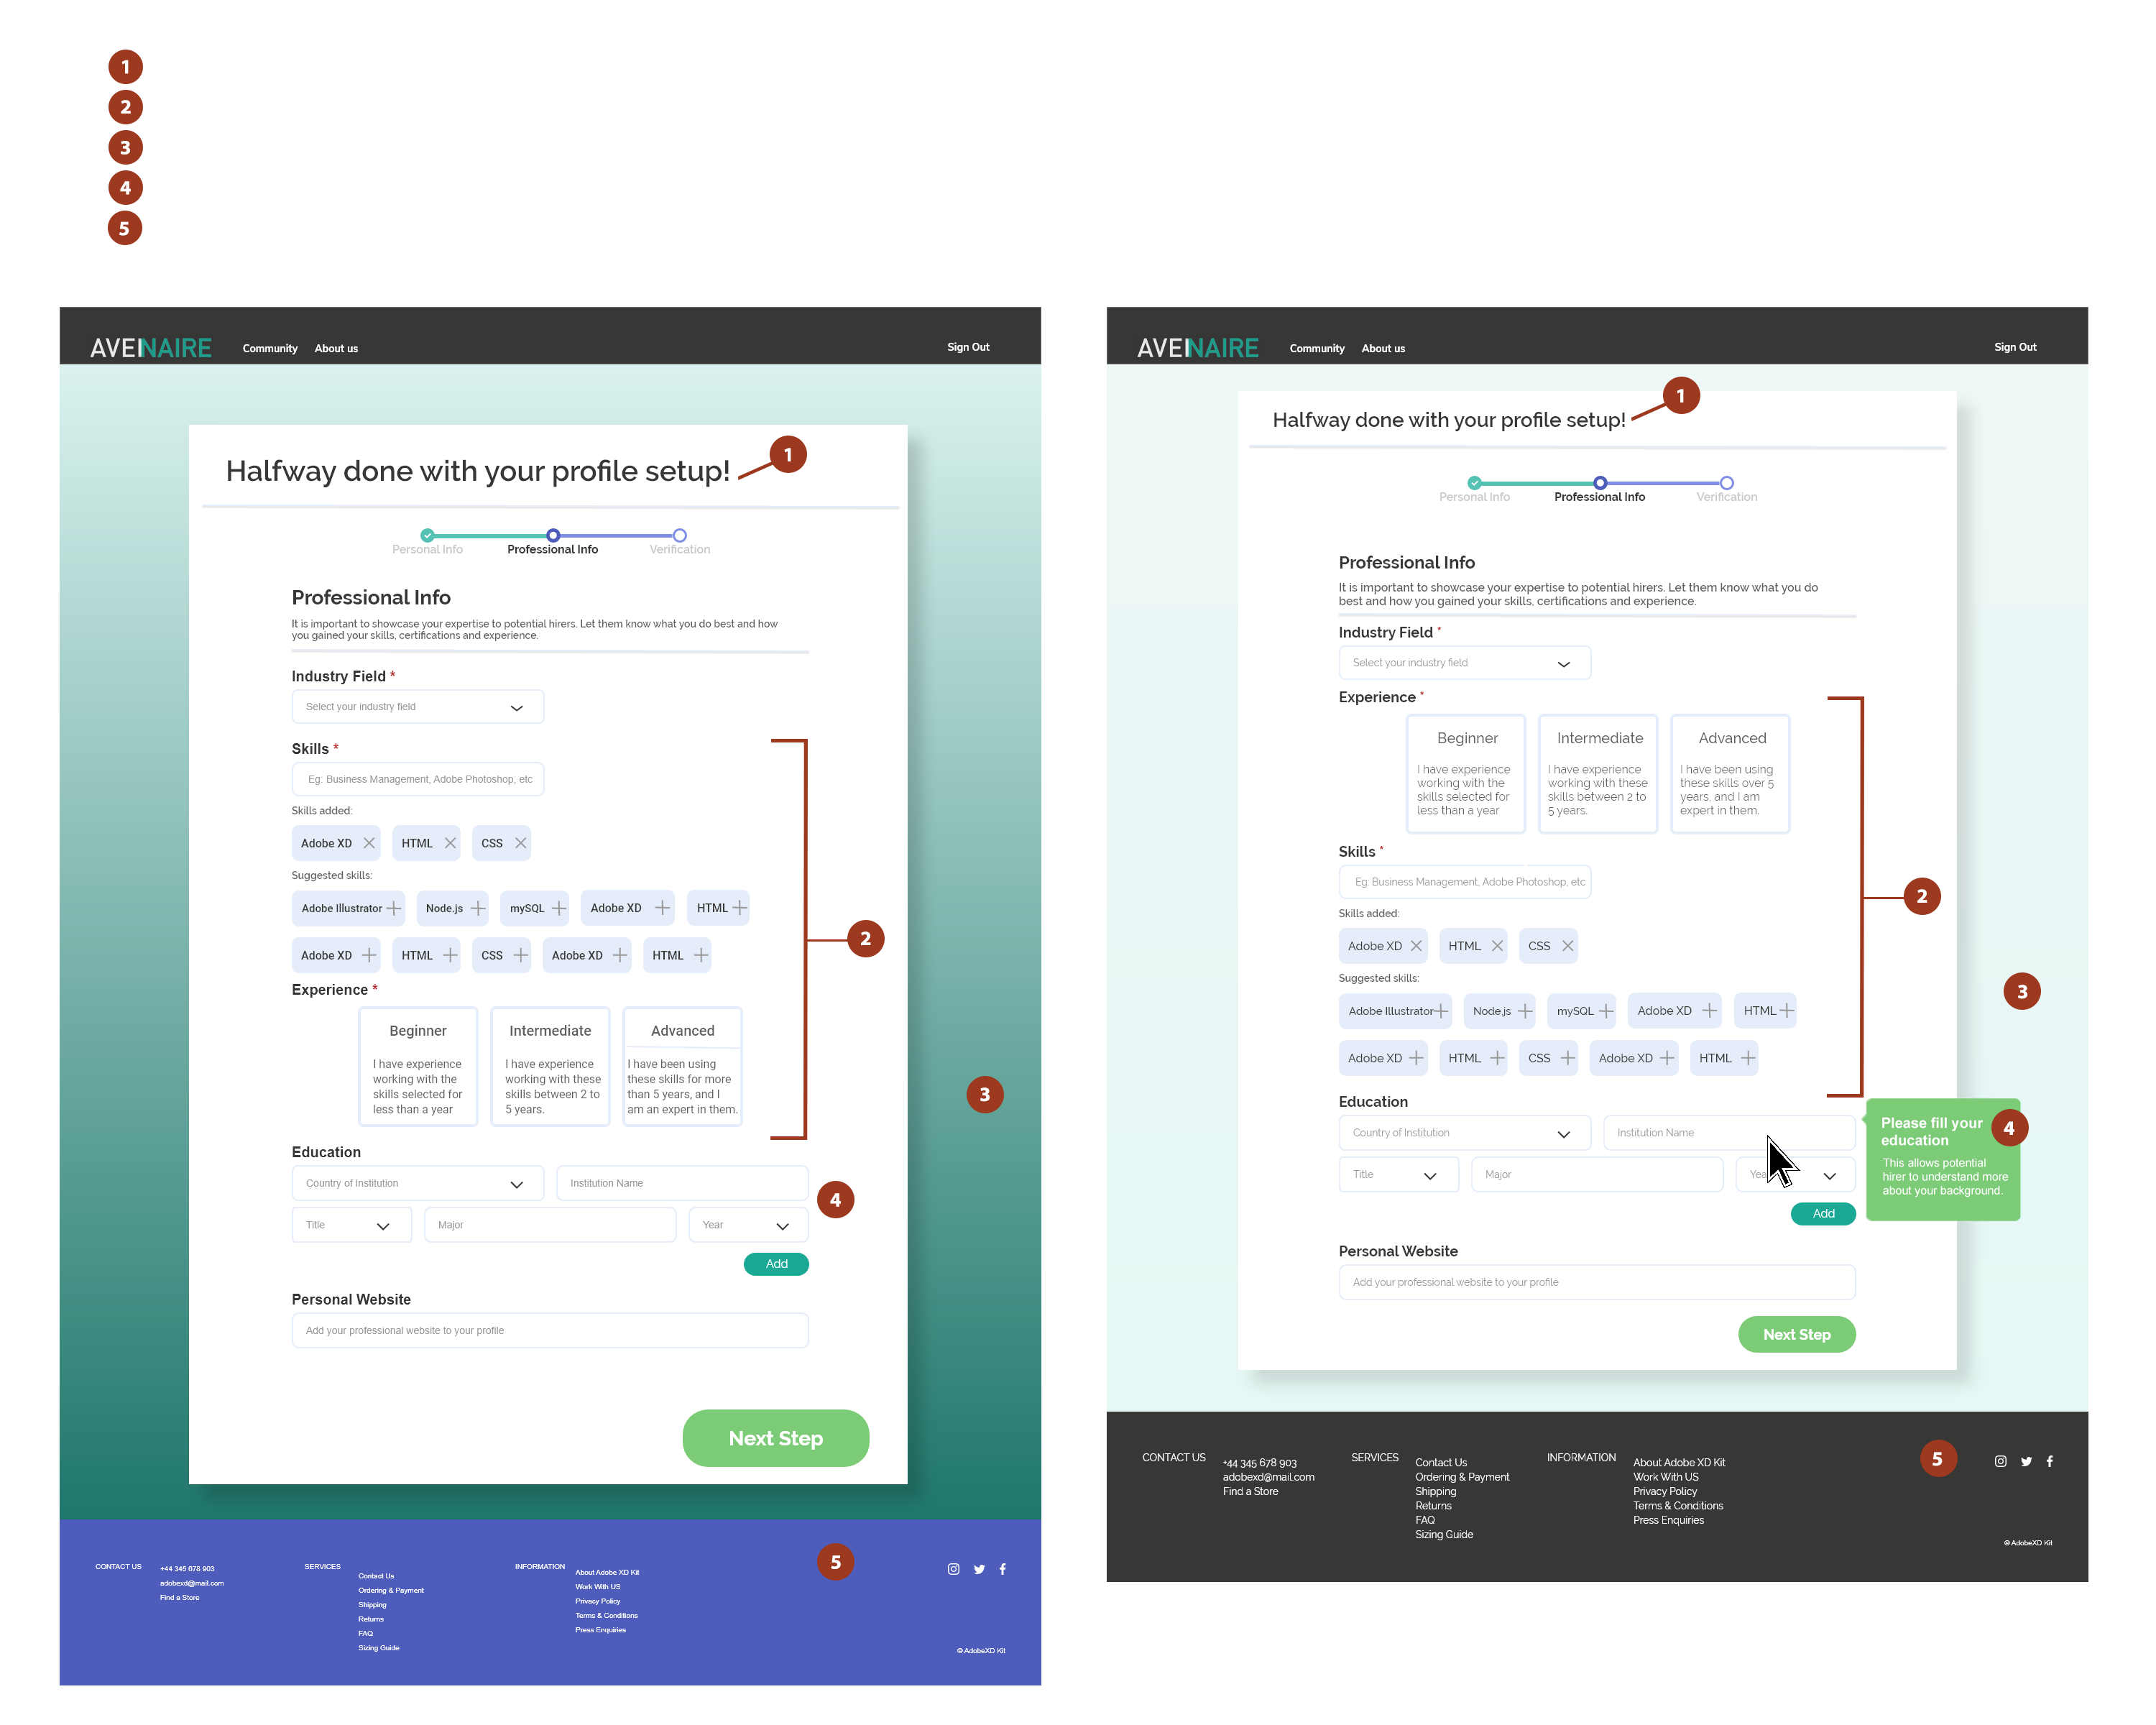 1
2
3
4
5
AVEINAIRE Community About us Sign Out
1
Halfway done with your profile setup!
Personal Info Professional Info Verification
Professional Info
It is important to showcase your expertise to potential hirers. Let them know what you do best and how
you gained your skills, certifications and experience.
Industry Field *
Select your industry field
Skills *
Eg: Business Management, Adobe Photoshop, etc
Skills added:
Adobe XD HTML CSS
Suggested skills:
Adobe Illustrator Node.js mySQL Adobe XD HTML
2
Adobe XD HTML CSS Adobe XD HTML
Experience *
Beginner
I have experience
working with the
skills selected for
less than a year
Intermediate
I have experience
working with these
skills between 2 to
5 years.
Advanced
I have been using
these skills for more
than 5 years, and I
am an expert in them.
3
Education
Country of Institution Institution Name
4
Title Major Year
Add
Personal Website
Add your professional website to your profile
Next Step
5
CONTACT US
+44 345 678 903
adobexd@mail.com
Find a Store
SERVICES
Contact Us
Ordering & Payment
Shipping
Returns
FAQ
Sizing Guide
INFORMATION
About Adobe XD Kit
Work With US
Privacy Policy
Terms & Conditions
Press Enquiries
© AdobeXD Kit
AVEINAIRE Community About us Sign Out
1
Halfway done with your profile setup!
Personal Info Professional Info Verification
Professional Info
It is important to showcase your expertise to potential hirers. Let them know what you do
best and how you gained your skills, certifications and experience.
Industry Field *
Select your industry field
Experience *
Beginner
I have experience
working with the
skills selected for
less than a year
Intermediate
I have experience
working with these
skills between 2 to
5 years.
Advanced
I have been using
these skills over 5
years, and I am
expert in them.
Skills *
Eg: Business Management, Adobe Photoshop, etc
2
Skills added:
Adobe XD HTML CSS
Suggested skills:
3
Adobe Illustrator Node.js mySQL Adobe XD HTML
Adobe XD HTML CSS Adobe XD HTML
Education
Country of Institution Institution Name
Title Major Yea
Please fill your
education
4
This allows potential
hirer to understand more
about your background.
Add
Personal Website
Add your professional website to your profile
Next Step
5
CONTACT US
+44 345 678 903
adobexd@mail.com
Find a Store
SERVICES
Contact Us
Ordering & Payment
Shipping
Returns
FAQ
Sizing Guide
INFORMATION
About Adobe XD Kit
Work With US
Privacy Policy
Terms & Conditions
Press Enquiries
© AdobeXD Kit